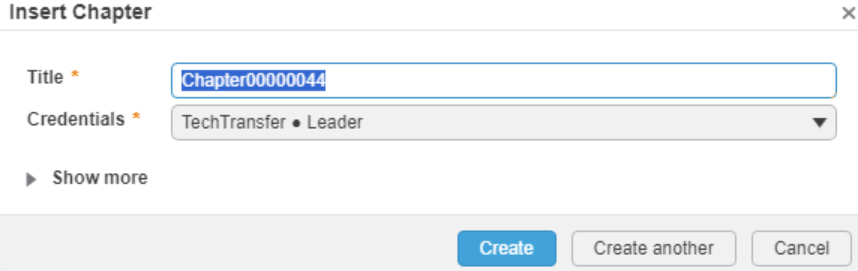 Insert Chapter ×
Title *
Chapter00000044
Credentials *
TechTransfer ● Leader
Show more
Create Create another Cancel